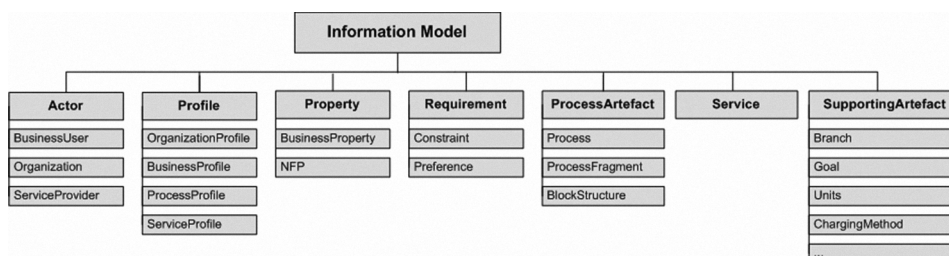 Information Model
Actor
BusinessUser
Organization
ServiceProvider
Profile
OrganizationProfile
BusinessProfile
ProcessProfile
ServiceProfile
Property
BusinessProperty
NFP
Requirement
Constraint
Preference
ProcessArtefact
Process
ProcessFragment
BlockStructure
Service
SupportingArtefact
Branch
Goal
Units
ChargingMethod
...